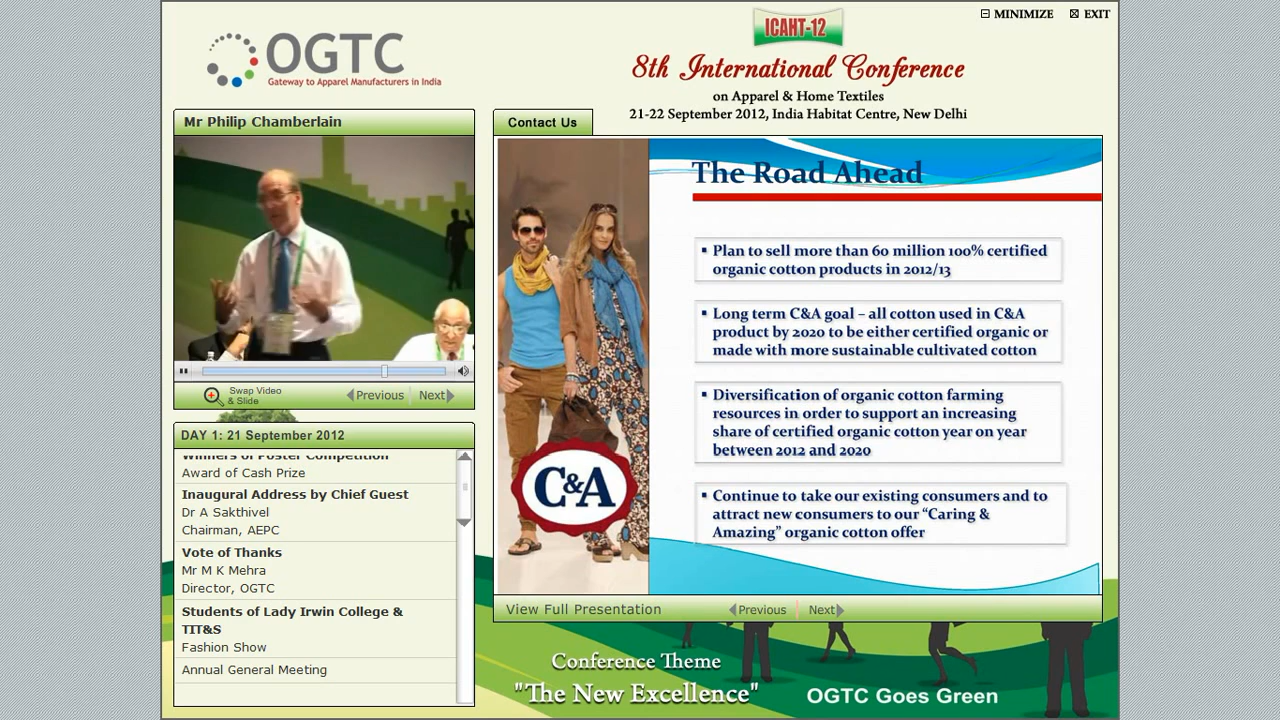 MINIMIZE
EXIT
ICAHT-12
OGTC
Gateway to Apparel Manufacturers in India
8th International Conference
on Apparel & Home Textiles
21-22 September 2012, India Habitat Centre, New Delhi
Mr Philip Chamberlain
Swap Video
& Slide
Previous
Next
DAY 1: 21 September 2012
Winners of Poster Competition
Award of Cash Prize
Inaugural Address by Chief Guest
Dr A Sakthivel
Chairman, AEPC
Vote of Thanks
Mr M K Mehra
Director, OGTC
Students of Lady Irwin College &
TIT&S
Fashion Show
Annual General Meeting
Contact Us
The Road Ahead
▪ Plan to sell more than 60 million 100% certified
organic cotton products in 2012/13
▪ Long term C&A goal – all cotton used in C&A
product by 2020 to be either certified organic or
made with more sustainable cultivated cotton
▪ Diversification of organic cotton farming
resources in order to support an increasing
share of certified organic cotton year on year
between 2012 and 2020
▪ Continue to take our existing consumers and to
attract new consumers to our “Caring &
Amazing” organic cotton offer
C&A
View Full Presentation
Previous
Next
Conference Theme
"The New Excellence"
OGTC Goes Green